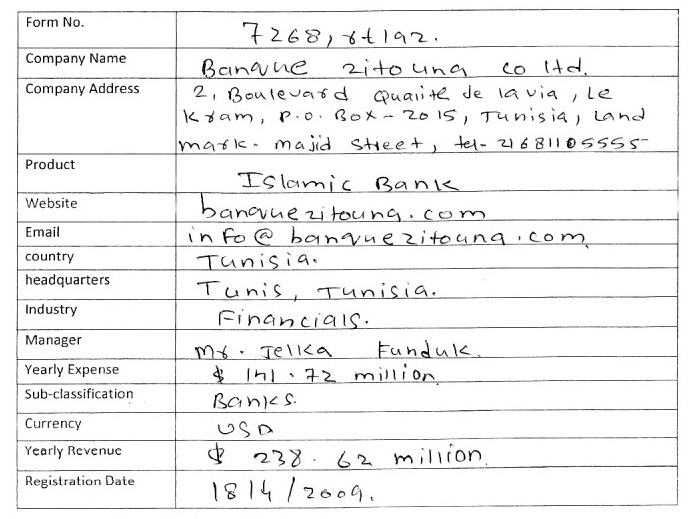 Form No. 7268, rtlaz.
Company Name Banque zitouna co ltd.
Company Address 2, Boulevard Qualite de la via, Le
Kram, P.O. Box - 2015, Tunisia, Land
mark - majid street, tel- 21681105555
Product Islamic Bank
Website banquezitouna.com
Email info@banquezitouna.com
country Tunisia.
headquarters Tunis, Tunisia.
Industry Financials.
Manager Mr. Jelka Funduk.
Yearly Expense $ 141.72 million
Sub-classification Banks.
Currency USD
Yearly Revenue $ 238.62 million.
Registration Date 18/4/2009.